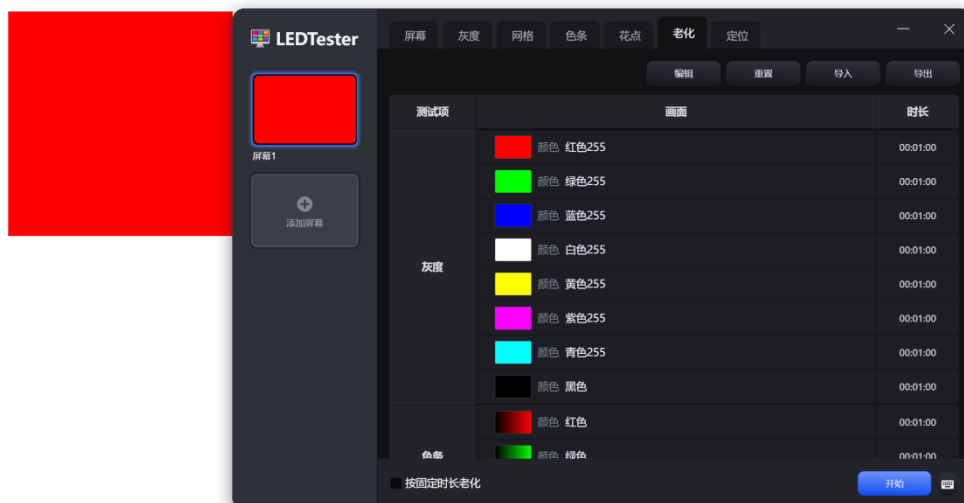 LEDTester
屏幕 灰度 网格 色条 花点 老化 定位
编辑 重置 导入 导出
屏幕1
添加屏幕
测试项 画面 时长
灰度
颜色 红色255 00:01:00
颜色 绿色255 00:01:00
颜色 蓝色255 00:01:00
颜色 白色255 00:01:00
颜色 黄色255 00:01:00
颜色 紫色255 00:01:00
颜色 青色255 00:01:00
颜色 黑色 00:01:00
色条
颜色 红色 00:01:00
颜色 绿色 00:01:00
按固定时长老化 开始